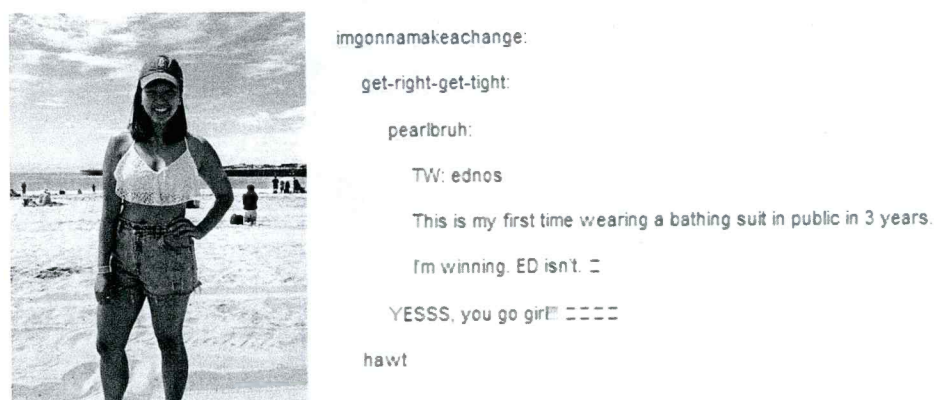 imgonnamakeachange:
get-right-get-tight:
pearlbruh:
TW: ednos
This is my first time wearing a bathing suit in public in 3 years.
I'm winning. ED isn't.
YESSS, you go girl
hawt